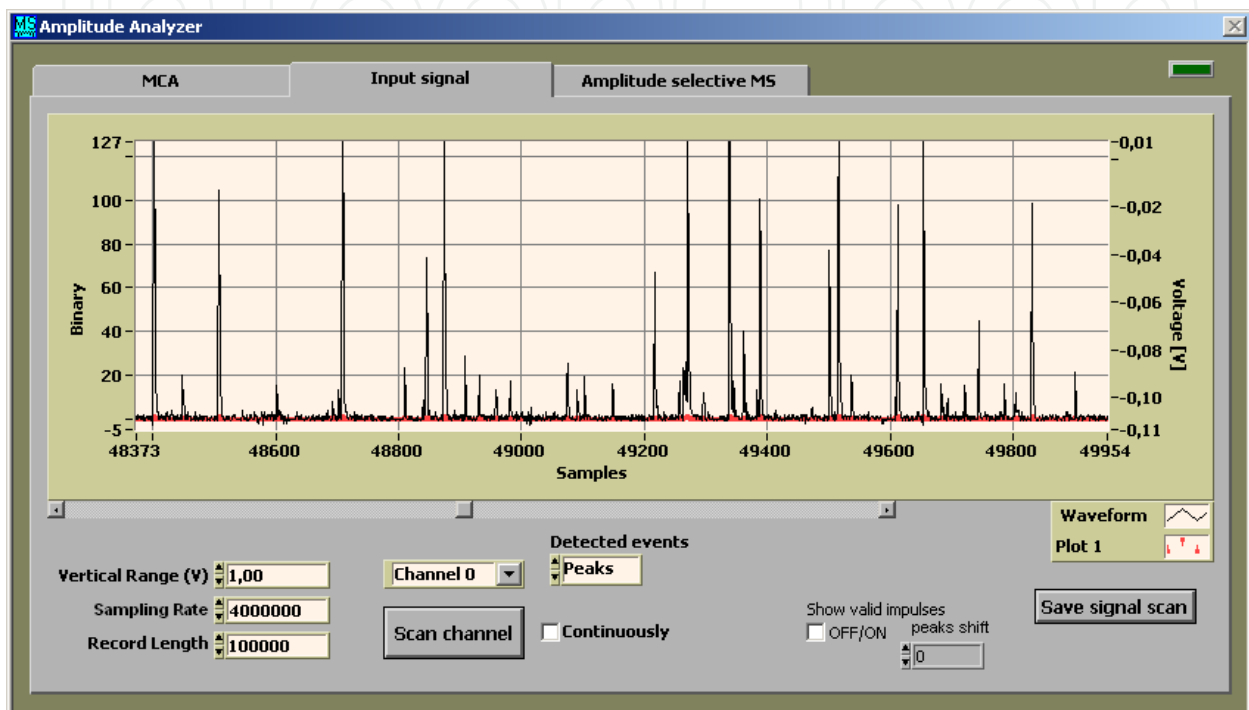 MS Amplitude Analyzer
MCA Input signal Amplitude selective MS
127
100
80
60
40
20
-5
Binary
-0,01
-0,02
-0,04
-0,06
-0,08
-0,10
-0,11
Voltage [V]
48373 48600 48800 49000 49200 49400 49600 49800 49954
Samples
Waveform
Plot 1
Detected events
Vertical Range (V) 1,00 Channel 0 Peaks
Sampling Rate 4000000
Record Length 100000
Scan channel Continuously
Show valid impulses
OFF/ON peaks shift
0
Save signal scan